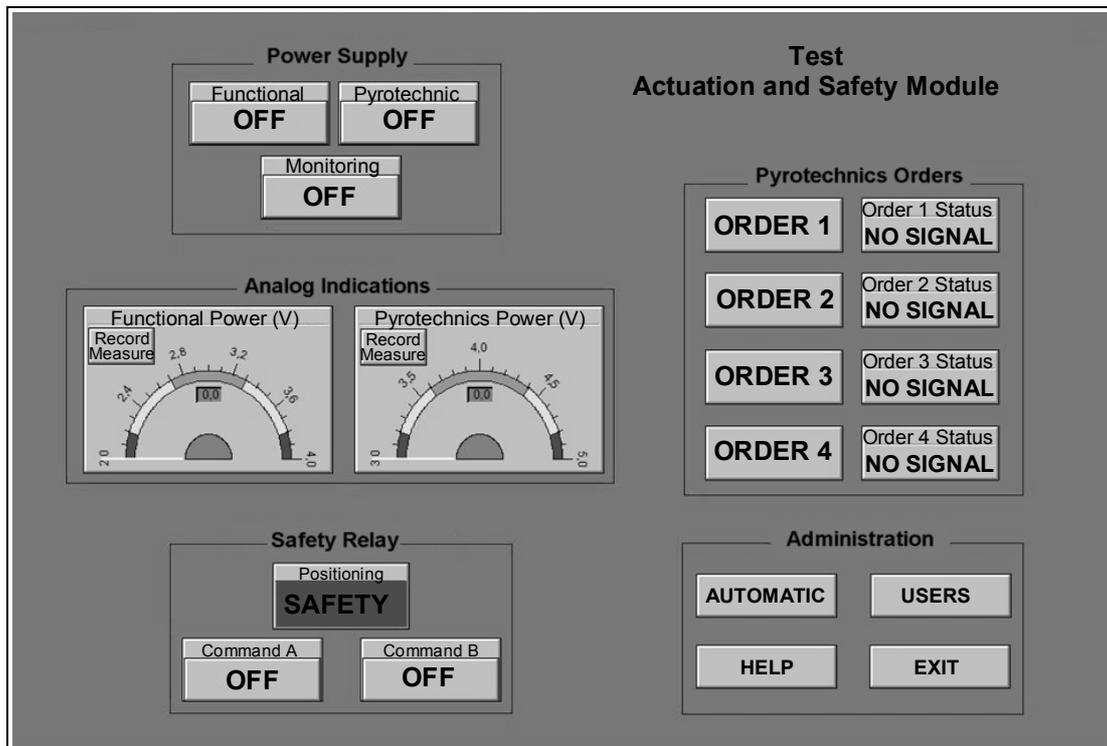 Test
Actuation and Safety Module
Power Supply
Functional
OFF
Pyrotechnic
OFF
Monitoring
OFF
Analog Indications
Functional Power (V)
Record
Measure
2,0
2,4
2,8
3,2
3,6
4,0
0,0
Pyrotechnics Power (V)
Record
Measure
3,0
3,5
4,0
4,5
5,0
0,0
Safety Relay
Positioning
SAFETY
Command A
OFF
Command B
OFF
Pyrotechnics Orders
ORDER 1
Order 1 Status
NO SIGNAL
ORDER 2
Order 2 Status
NO SIGNAL
ORDER 3
Order 3 Status
NO SIGNAL
ORDER 4
Order 4 Status
NO SIGNAL
Administration
AUTOMATIC
USERS
HELP
EXIT